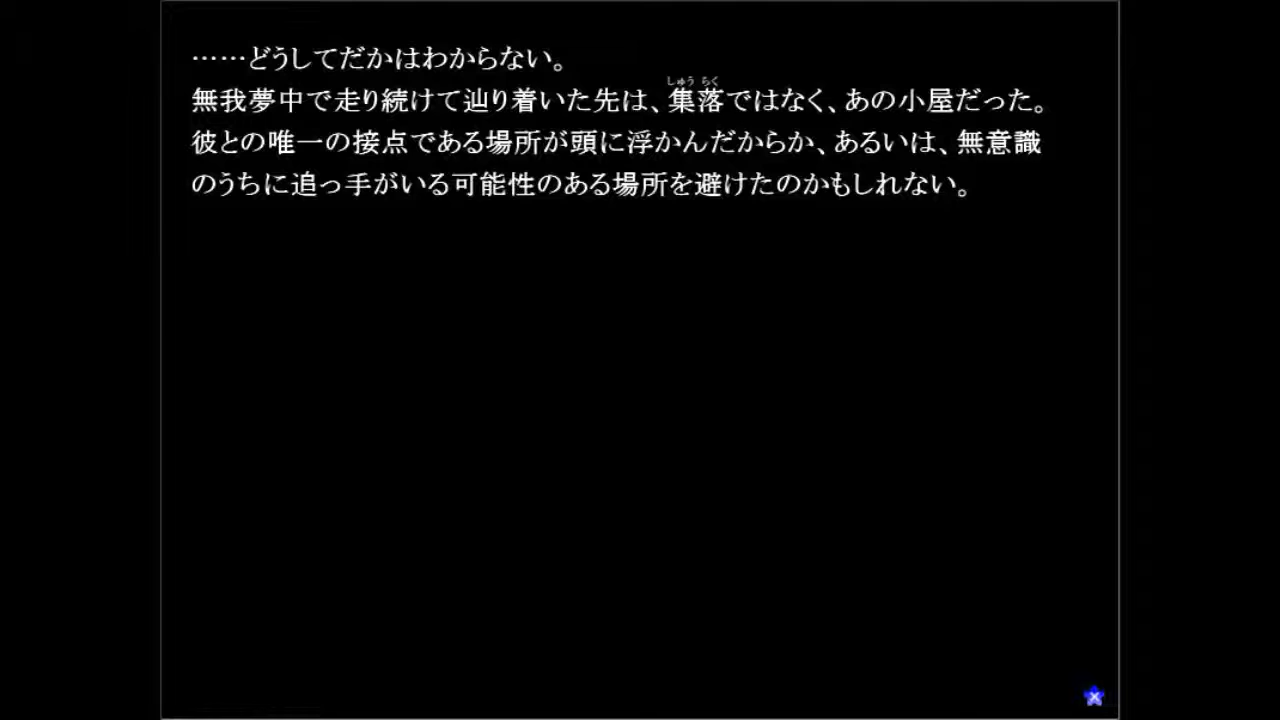 ……どうしてだかはわからない。
無我夢中で走り続けて辿り着いた先は、集落ではなく、あの小屋だった。
しゅうらく
彼との唯一の接点である場所が頭に浮かんだからか、あるいは、無意識
のうちに追っ手がいる可能性のある場所を避けたのかもしれない。